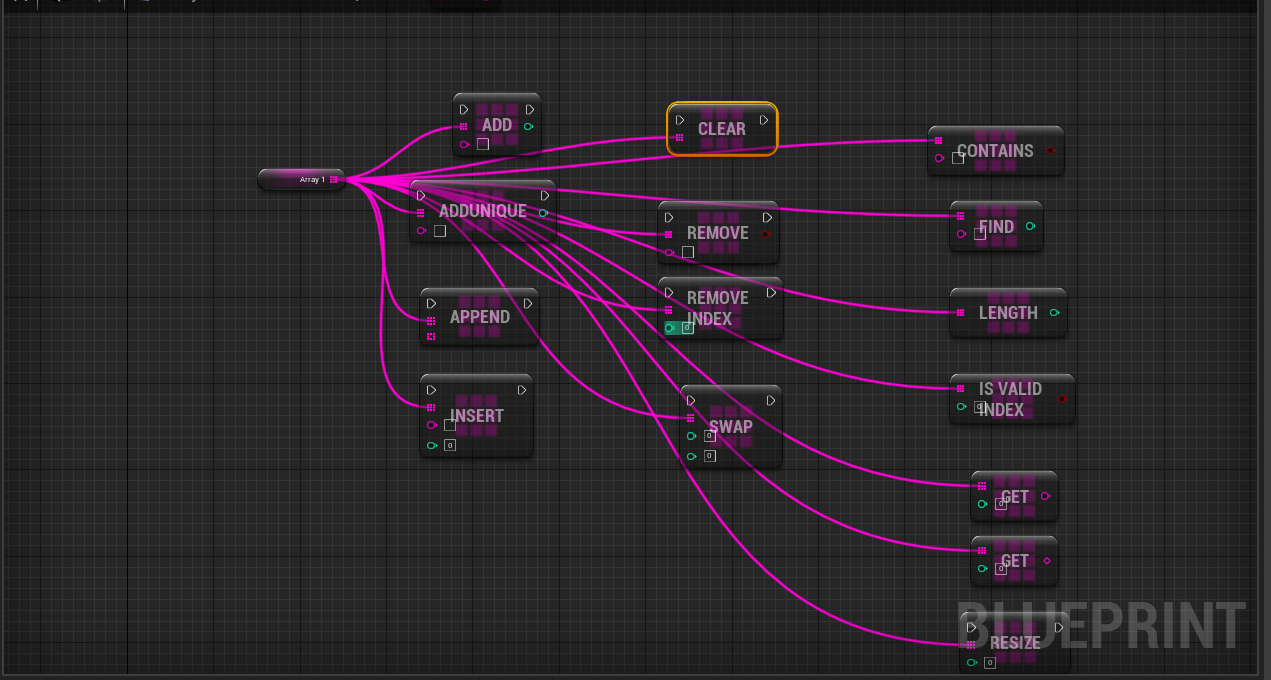 ADD
CLEAR
CONTAINS
Array 1
ADDUNIQUE
REMOVE
FIND
REMOVE
INDEX
0
APPEND
LENGTH
INSERT
0
SWAP
0
0
IS VALID
INDEX
0
GET
0
GET
0
BLUEPRINT
RESIZE
0